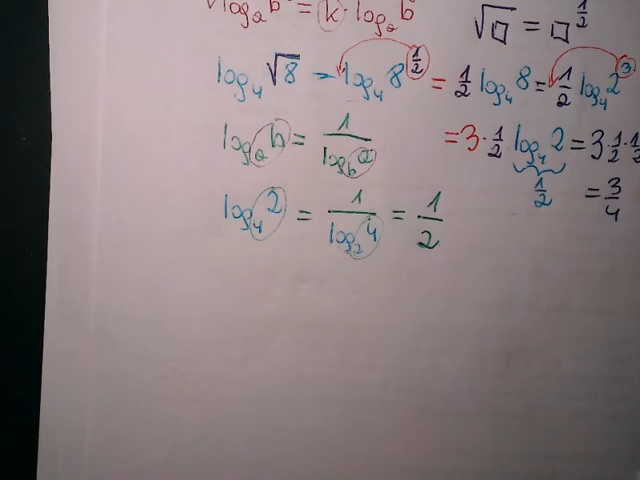 log_a b = k · log_a b
√□ = □^(1/2)
log_4 √8 = log_4 8^(1/2) = 1/2 log_4 8 = 1/2 log_4 2^3
log_a b = 1/(log_b a) = 3 · 1/2 log_4 2 = 3 · 1/2 · 1/2
1/2 = 3/4
log_4 2 = 1/(log_2 4) = 1/2